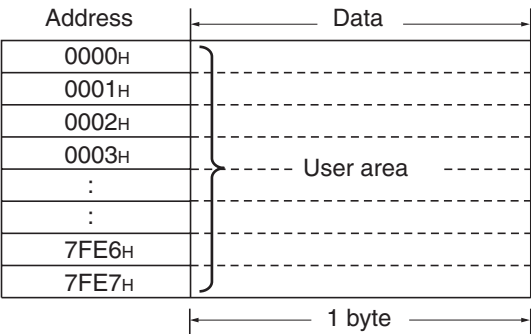 Address Data
0000H
0001H
0002H
0003H
User area
:
:
7FE6H
7FE7H
1 byte